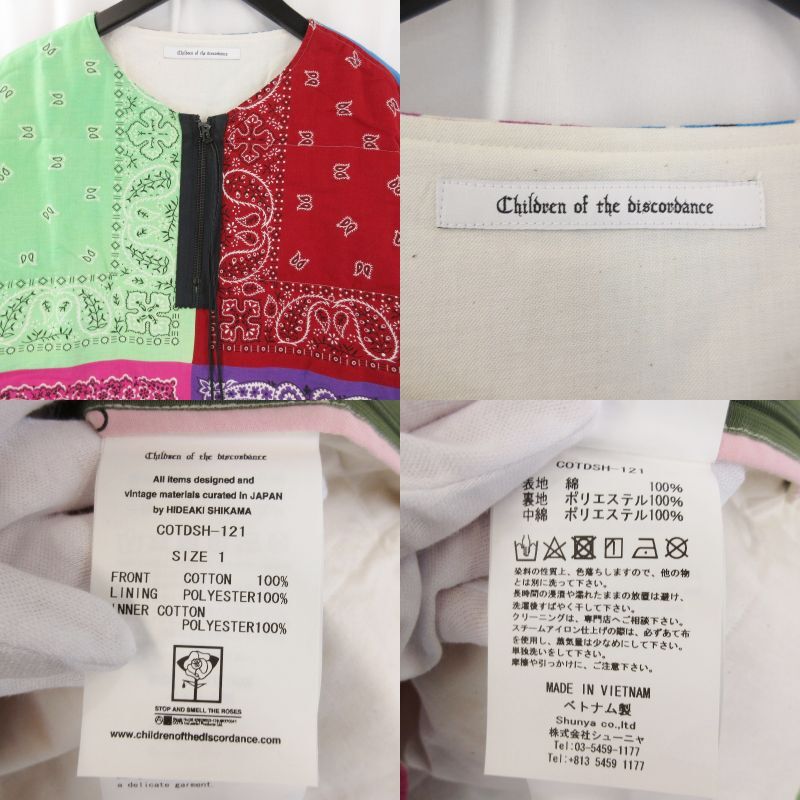 Children of the discordance
Children of the discordance
Children of the discordance
All items designed and
vintage materials curated in JAPAN
by HIDEAKI SHIKAMA
COTDSH-121
SIZE 1
FRONT COTTON 100%
LINING POLYESTER100%
INNER COTTON
POLYESTER100%
STOP AND SMELL THE ROSES
www.childrenofthediscordance.com
a delicate garment.
COTDSH-121
表地 綿 100%
裏地 ポリエステル100%
中綿 ポリエステル100%
染料の性質上、色落ちしますので、他の物
とは別に洗って下さい。
長時間の浸漬や濡れたままの放置は避け、
洗濯後すばやく干して下さい。
クリーニングは、専門店へご相談下さい。
スチームアイロン仕上げの際は、必ずあて布
を使用し、蒸気量は少なめにして下さい。
単独洗いをして下さい。
摩擦や引っかけに、ご注意下さい。
MADE IN VIETNAM
ベトナム製
Shunya co.,ltd
株式会社シューニャ
Tel:03-5459-1177
Tel:+813 5459 1177